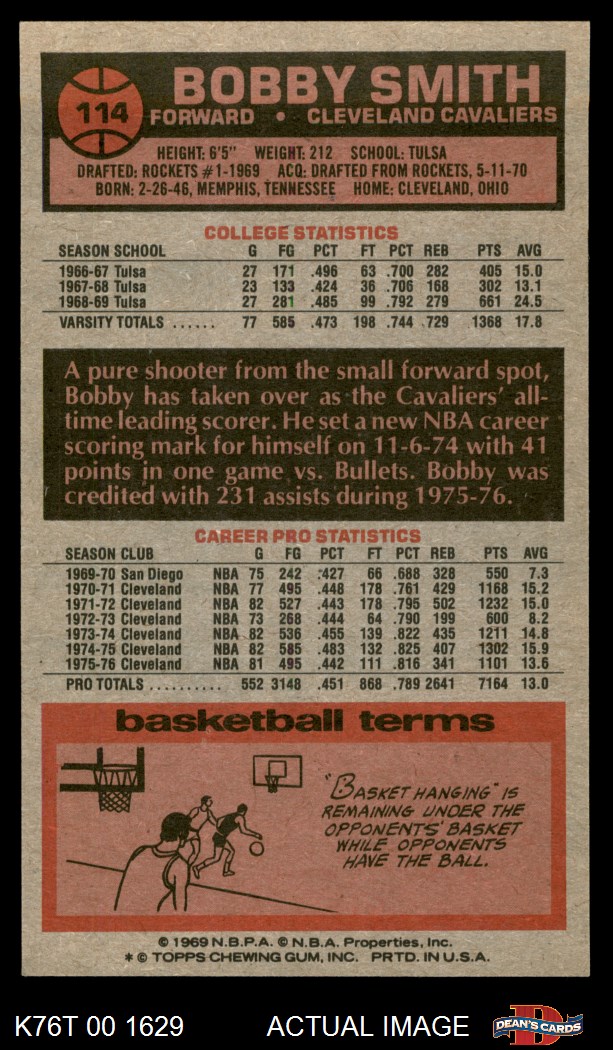 114
BOBBY SMITH
FORWARD • CLEVELAND CAVALIERS
HEIGHT: 6'5" WEIGHT: 212 SCHOOL: TULSA
DRAFTED: ROCKETS #1-1969 ACQ: DRAFTED FROM ROCKETS, 5-11-70
BORN: 2-26-46, MEMPHIS, TENNESSEE HOME: CLEVELAND, OHIO
COLLEGE STATISTICS
SEASON SCHOOL G FG PCT FT PCT REB PTS AVG
1966-67 Tulsa 27 171 .496 63 .700 282 405 15.0
1967-68 Tulsa 23 133 .424 36 .706 168 302 13.1
1968-69 Tulsa 27 281 .485 99 .792 279 661 24.5
VARSITY TOTALS ...... 77 585 .473 198 .744 .729 1368 17.8
A pure shooter from the small forward spot,
Bobby has taken over as the Cavaliers' all-
time leading scorer. He set a new NBA career
scoring mark for himself on 11-6-74 with 41
points in one game vs. Bullets. Bobby was
credited with 231 assists during 1975-76.
CAREER PRO STATISTICS
SEASON CLUB G FG PCT FT PCT REB PTS AVG
1969-70 San Diego NBA 75 242 .427 66 .688 328 550 7.3
1970-71 Cleveland NBA 77 495 .448 178 .761 429 1168 15.2
1971-72 Cleveland NBA 82 527 .443 178 .795 502 1232 15.0
1972-73 Cleveland NBA 73 268 .444 64 .790 199 600 8.2
1973-74 Cleveland NBA 82 536 .455 139 .822 435 1211 14.8
1974-75 Cleveland NBA 82 585 .483 132 .825 407 1302 15.9
1975-76 Cleveland NBA 81 495 .442 111 .816 341 1101 13.6
PRO TOTALS .......... 552 3148 .451 868 .789 2641 7164 13.0
basketball terms
"BASKET HANGING" IS
REMAINING UNDER THE
OPPONENTS' BASKET
WHILE OPPONENTS
HAVE THE BALL.
© 1969 N.B.P.A. © N.B.A. Properties, Inc.
* © TOPPS CHEWING GUM, INC. PRTD. IN U.S.A.
K76T 00 1629 ACTUAL IMAGE
D
DEAN'S CARDS